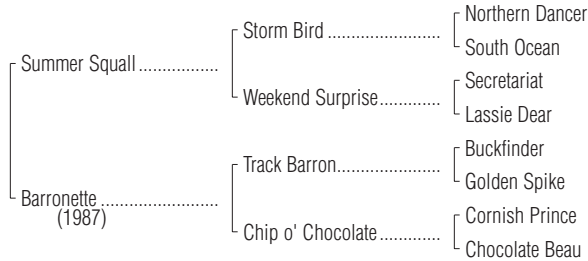 Northern Dancer
Storm Bird ....................
South Ocean
Summer Squall ...............
Secretariat
Weekend Surprise ............
Lassie Dear
Buckfinder
Track Barron ....................
Golden Spike
Barronette ......................
(1987)
Cornish Prince
Chip o' Chocolate ............
Chocolate Beau